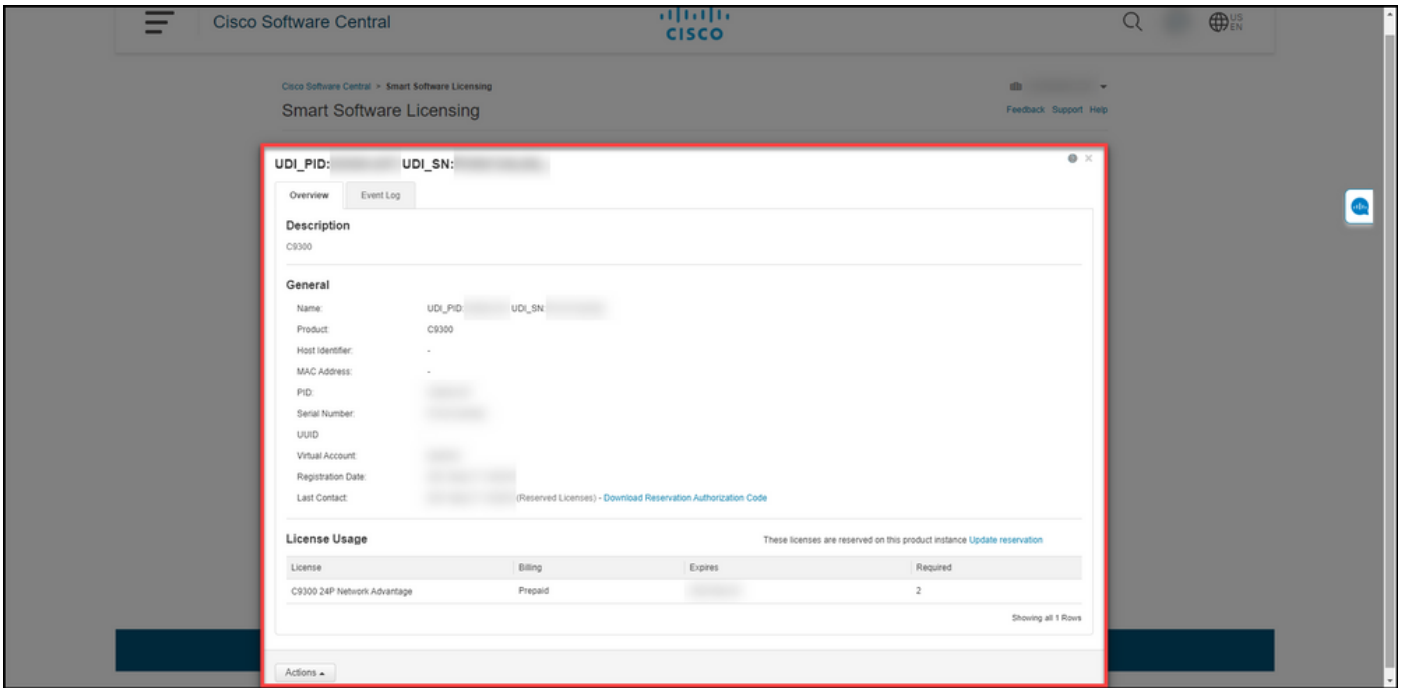 Cisco Software Central
CISCO
US
EN
Cisco Software Central > Smart Software Licensing
Smart Software Licensing
Feedback Support Help
UDI_PID: UDI_SN:
Overview Event Log
Description
C9300
General
Name: UDI_PID: UDI_SN:
Product: C9300
Host Identifier: -
MAC Address: -
PID:
Serial Number:
UUID
Virtual Account:
Registration Date:
Last Contact: (Reserved Licenses) - Download Reservation Authorization Code
License Usage These licenses are reserved on this product instance Update reservation
License Billing Expires Required
C9300 24P Network Advantage Prepaid 2
Showing all 1 Rows
Actions